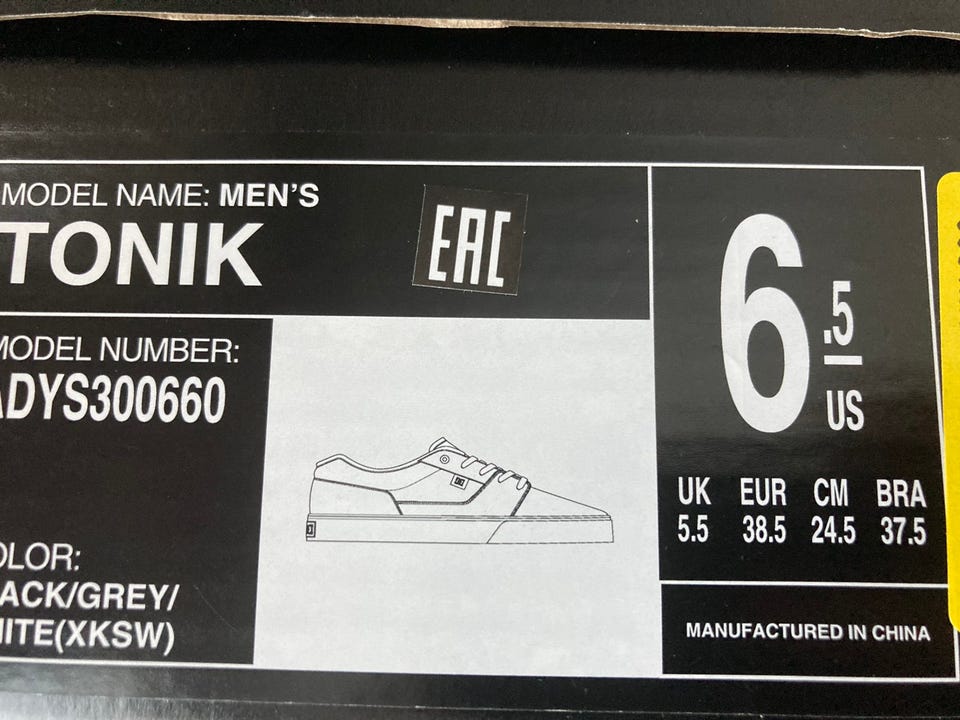 MODEL NAME: MEN'S
TONIK
EAC
MODEL NUMBER:
ADYS300660
OLOR:
ACK/GREY/
ITE(XKSW)
6.5
US
UK EUR CM BRA
5.5 38.5 24.5 37.5
MANUFACTURED IN CHINA